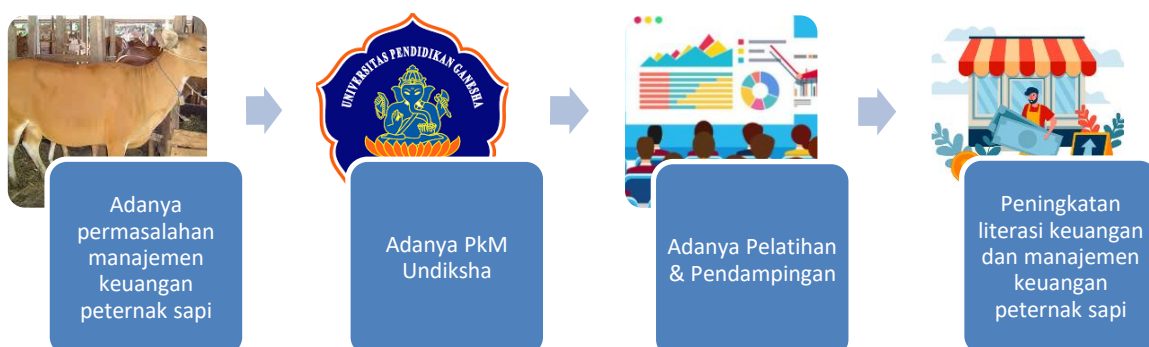 UNIVERSITAS PENDIDIKAN GANESHA
Adanya
permasalahan
manajemen
keuangan
peternak sapi
Adanya PkM
Undiksha
Adanya Pelatihan
& Pendampingan
Peningkatan
literasi keuangan
dan manajemen
keuangan
peternak sapi